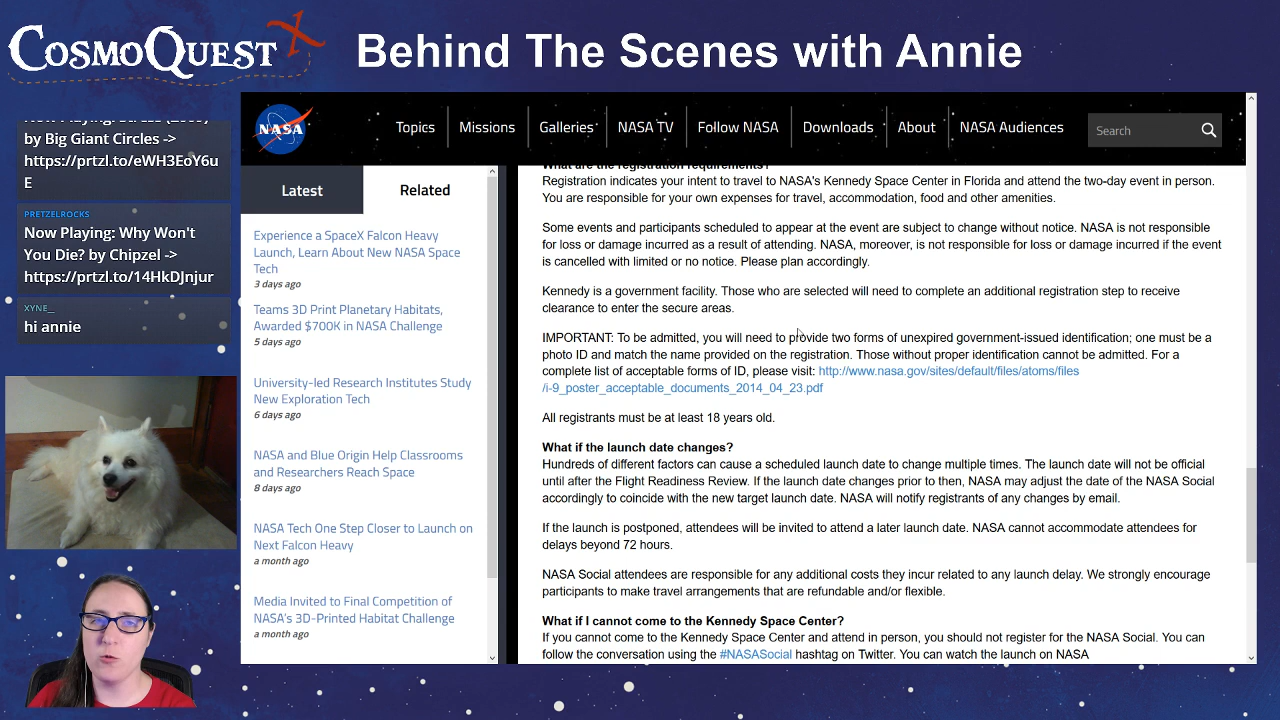 CosmoQuest X
Behind The Scenes with Annie
by Big Giant Circles ->
https://prtzl.to/eWH3EoY6u
E
PRETZELROCKS
Now Playing: Why Won't
You Die? by Chipzel ->
https://prtzl.to/14HkDJnjur
XYNE_
hi annie
NASA
Topics
Missions
Galleries
NASA TV
Follow NASA
Downloads
About
NASA Audiences
Search
Latest
Related
Experience a SpaceX Falcon Heavy
Launch, Learn About New NASA Space
Tech
3 days ago
Teams 3D Print Planetary Habitats,
Awarded $700K in NASA Challenge
5 days ago
University-led Research Institutes Study
New Exploration Tech
6 days ago
NASA and Blue Origin Help Classrooms
and Researchers Reach Space
8 days ago
NASA Tech One Step Closer to Launch on
Next Falcon Heavy
a month ago
Media Invited to Final Competition of
NASA's 3D-Printed Habitat Challenge
a month ago
What are the registration requirements?
Registration indicates your intent to travel to NASA's Kennedy Space Center in Florida and attend the two-day event in person.
You are responsible for your own expenses for travel, accommodation, food and other amenities.
Some events and participants scheduled to appear at the event are subject to change without notice. NASA is not responsible
for loss or damage incurred as a result of attending. NASA, moreover, is not responsible for loss or damage incurred if the event
is cancelled with limited or no notice. Please plan accordingly.
Kennedy is a government facility. Those who are selected will need to complete an additional registration step to receive
clearance to enter the secure areas.
IMPORTANT: To be admitted, you will need to provide two forms of unexpired government-issued identification; one must be a
photo ID and match the name provided on the registration. Those without proper identification cannot be admitted. For a
complete list of acceptable forms of ID, please visit: http://www.nasa.gov/sites/default/files/atoms/files
/i-9_poster_acceptable_documents_2014_04_23.pdf
All registrants must be at least 18 years old.
What if the launch date changes?
Hundreds of different factors can cause a scheduled launch date to change multiple times. The launch date will not be official
until after the Flight Readiness Review. If the launch date changes prior to then, NASA may adjust the date of the NASA Social
accordingly to coincide with the new target launch date. NASA will notify registrants of any changes by email.
If the launch is postponed, attendees will be invited to attend a later launch date. NASA cannot accommodate attendees for
delays beyond 72 hours.
NASA Social attendees are responsible for any additional costs they incur related to any launch delay. We strongly encourage
participants to make travel arrangements that are refundable and/or flexible.
What if I cannot come to the Kennedy Space Center?
If you cannot come to the Kennedy Space Center and attend in person, you should not register for the NASA Social. You can
follow the conversation using the #NASASocial hashtag on Twitter. You can watch the launch on NASA